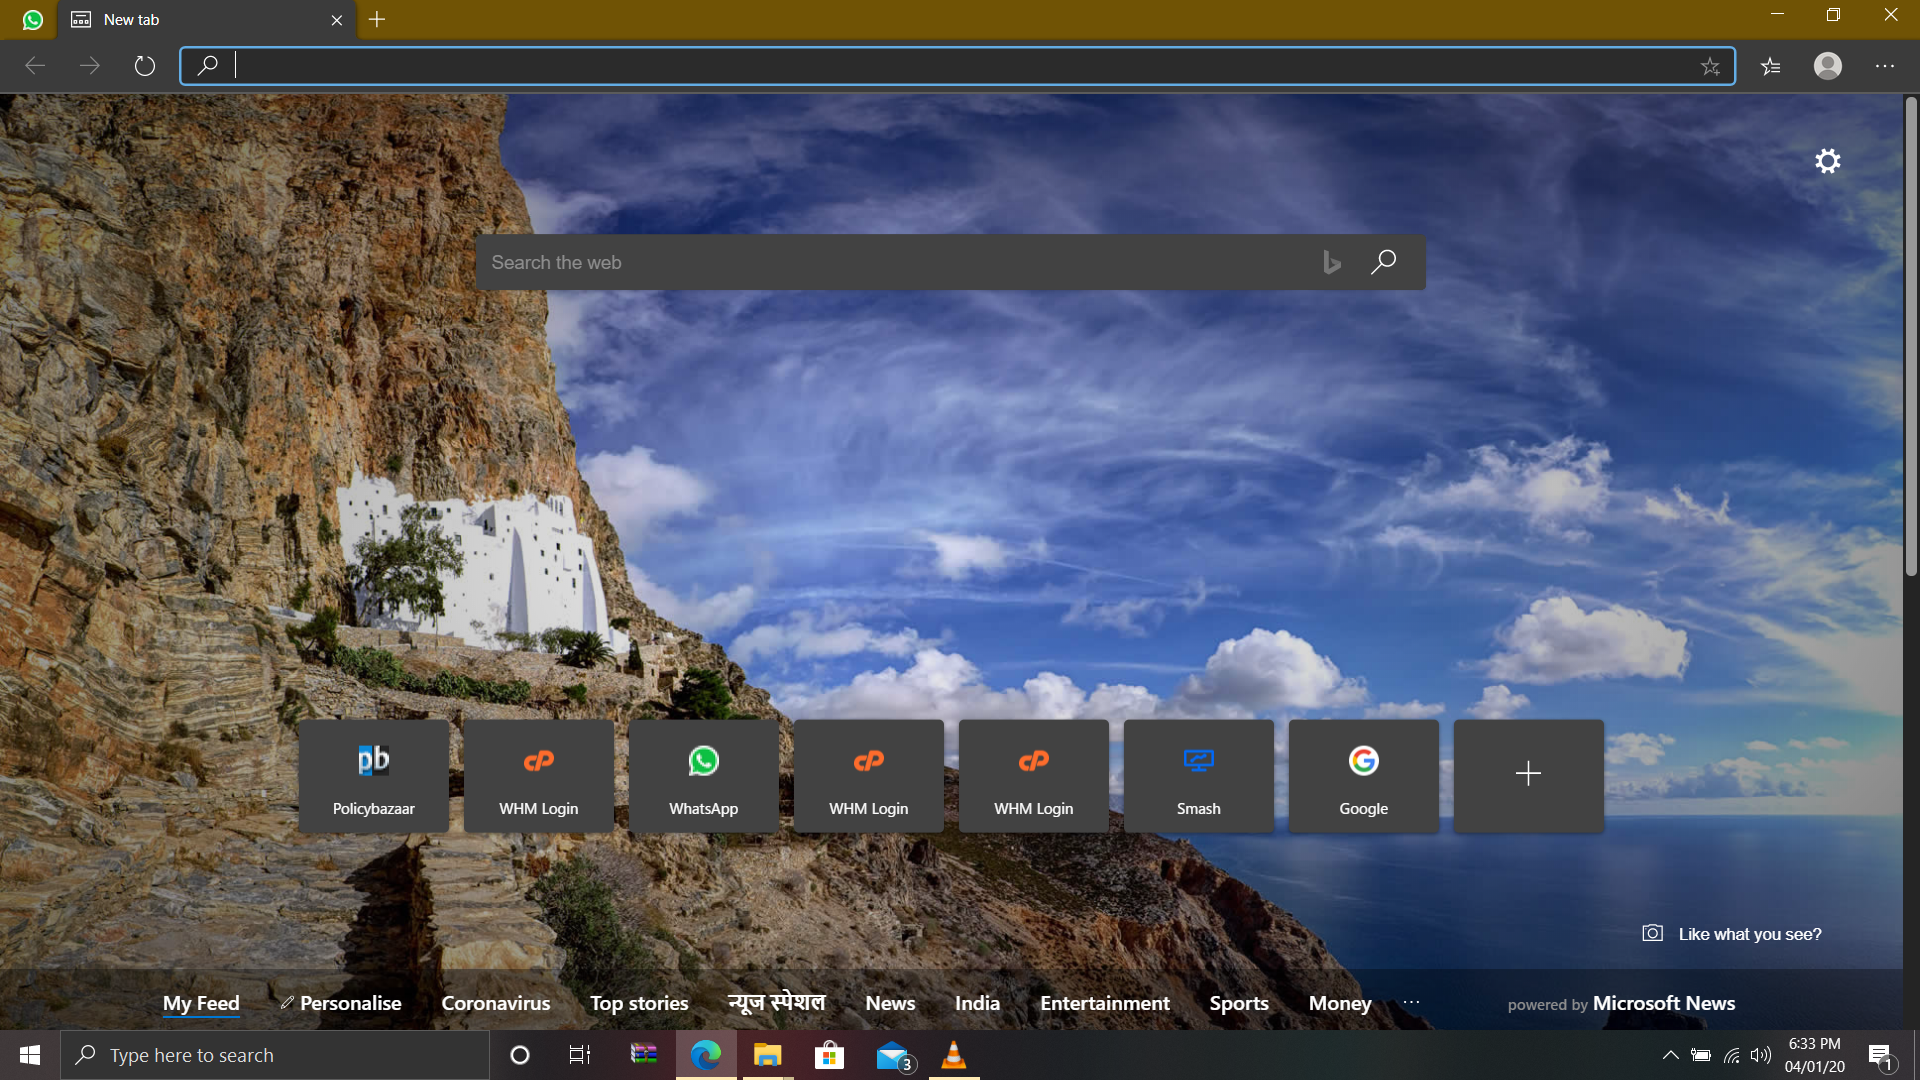 New tab
Search the web
Policybazaar
WHM Login
WhatsApp
WHM Login
WHM Login
Smash
Google
Like what you see?
My Feed Personalise Coronavirus Top stories न्यूज स्पेशल News India Entertainment Sports Money ... powered by Microsoft News
Type here to search
3
6:33 PM
04/01/20
1